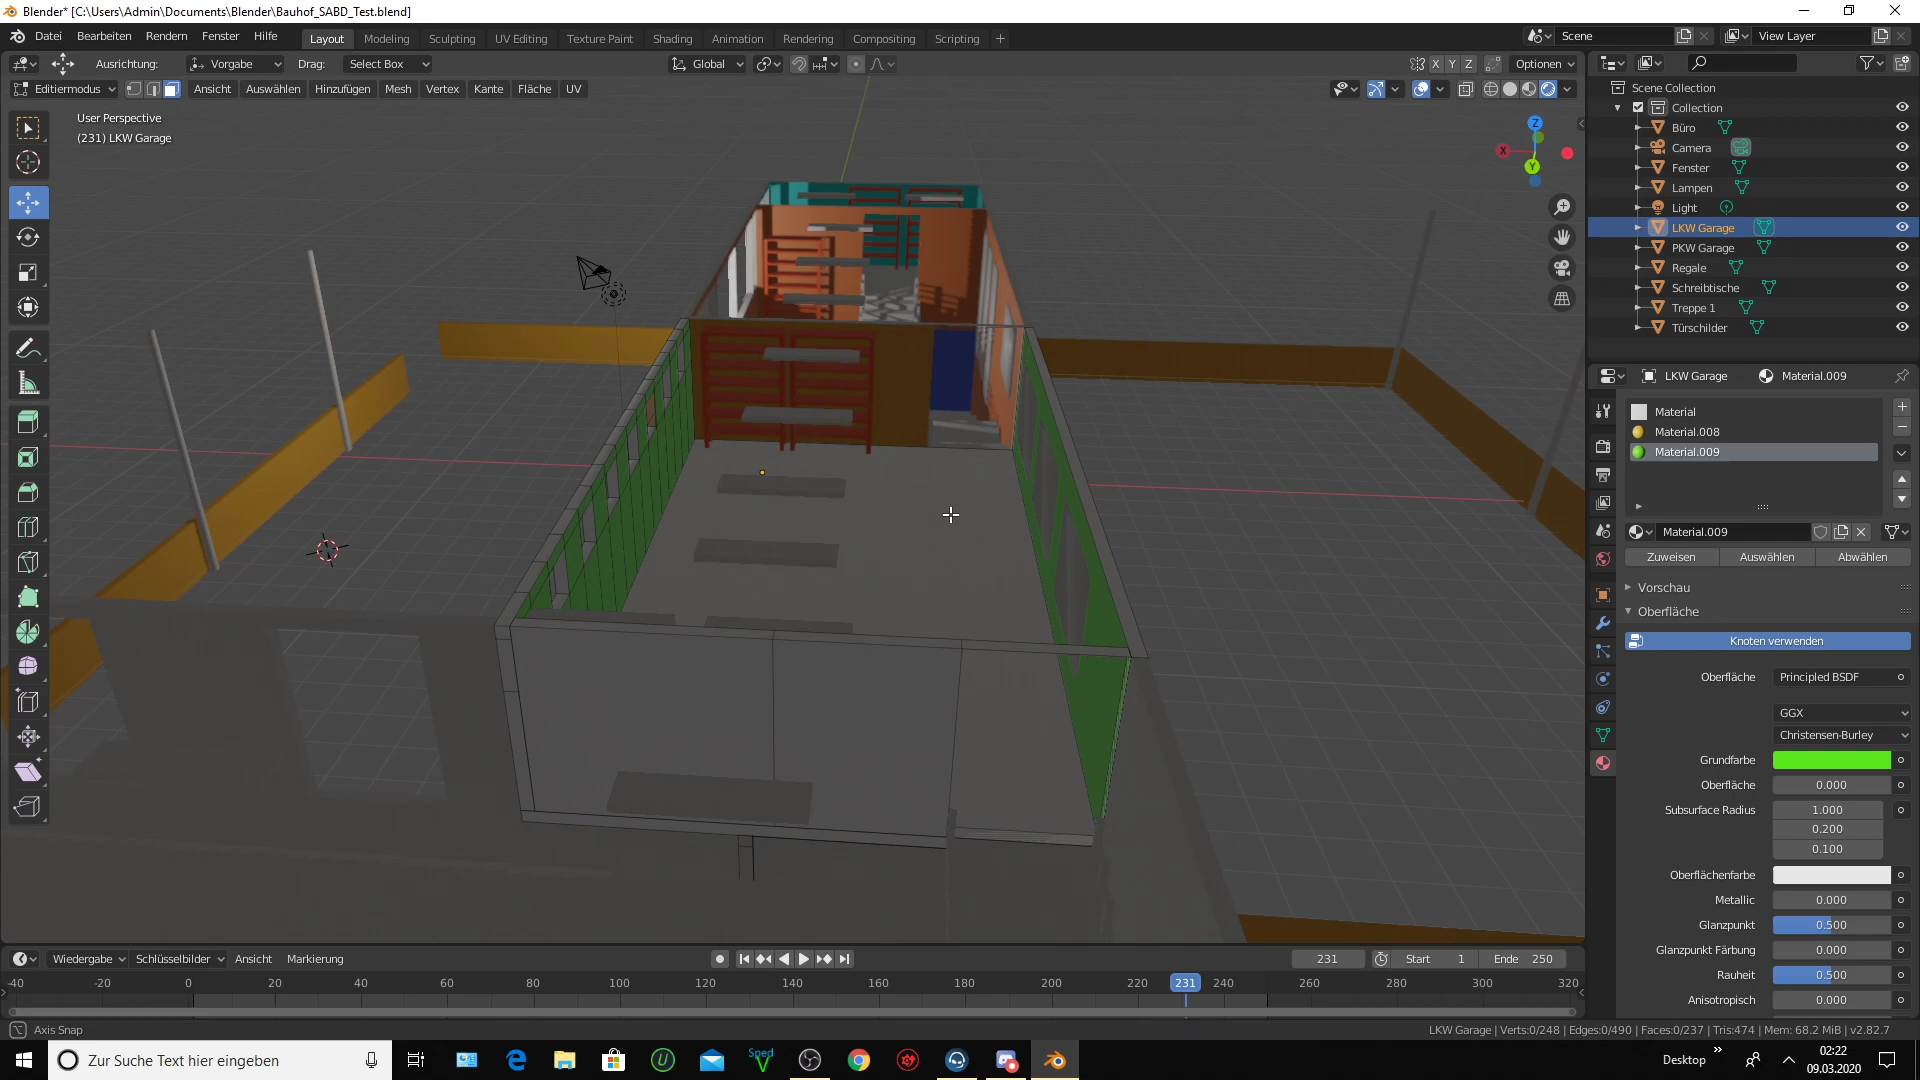 Blender* [C:\Users\Admin\Documents\Blender\Bauhof_SABD_Test.blend]
Datei Bearbeiten Rendern Fenster Hilfe Layout Modeling Sculpting UV Editing Texture Paint Shading Animation Rendering Compositing Scripting + Scene View Layer
Ausrichtung: Vorgabe Drag: Select Box Global X Y Z Optionen
Editiermodus Ansicht Auswählen Hinzufügen Mesh Vertex Kante Fläche UV
User Perspective
(231) LKW Garage
Z
X
Y
Scene Collection
Collection
Büro
Camera
Fenster
Lampen
Light
LKW Garage
PKW Garage
Regale
Schreibtische
Treppe 1
Türschilder
LKW Garage Material.009
Material
Material.008
Material.009
Material.009
Zuweisen Auswählen Abwählen
Vorschau
Oberfläche
Knoten verwenden
Oberfläche Principled BSDF
GGX
Christensen-Burley
Grundfarbe
Oberfläche 0.000
Subsurface Radius 1.000
0.200
0.100
Oberflächenfarbe
Metallic 0.000
Glanzpunkt 0.500
Glanzpunkt Färbung 0.000
Rauheit 0.500
Anisotropisch 0.000
Wiedergabe Schlüsselbilder Ansicht Markierung 231 Start 1 Ende 250
-40 -20 0 20 40 60 80 100 120 140 160 180 200 220 231 240 260 280 300 320
Axis Snap
LKW Garage | Verts:0/248 | Edges:0/490 | Faces:0/237 | Tris:474 | Mem: 68.2 MiB | v2.82.7
Zur Suche Text hier eingeben
Sped
V
Desktop
02:22
09.03.2020